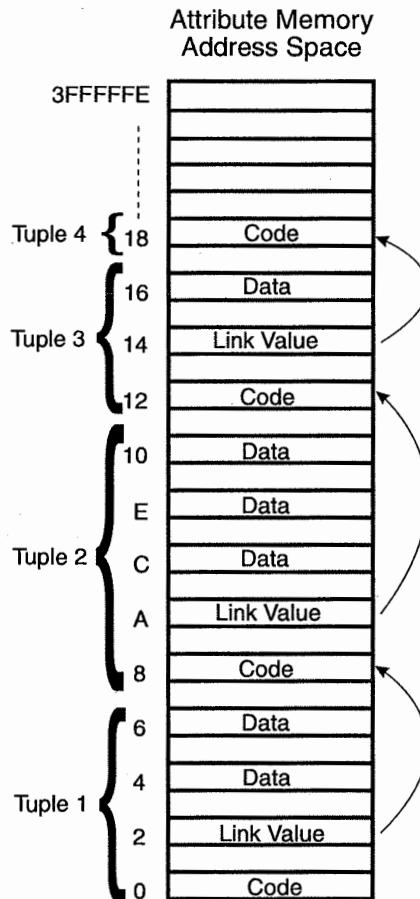 Attribute Memory
Address Space
3FFFFFE
Tuple 4
18
Code
16
Data
Tuple 3
14
Link Value
12
Code
10
Data
E
Data
Tuple 2
C
Data
A
Link Value
8
Code
6
Data
4
Data
Tuple 1
2
Link Value
0
Code